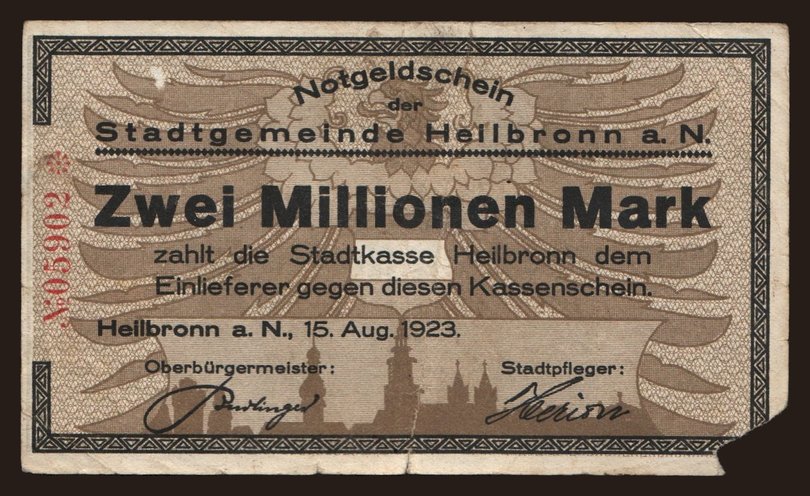 Notgeldschein
der
Stadtgemeinde Heilbronn a. N.
Zwei Millionen Mark
zahlt die Stadtkasse Heilbronn dem
Einlieferer gegen diesen Kassenschein.
Heilbronn a. N., 15. Aug. 1923.
Oberbürgermeister:
Stadtpfleger:
№05902 *